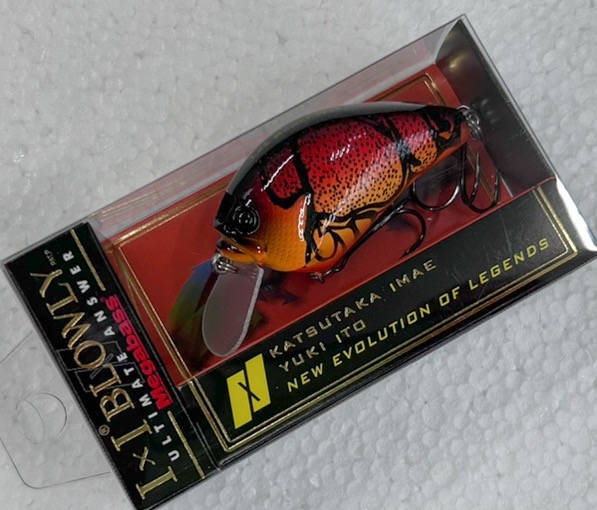 I×I BLOWLY®
ULTIMATE ANSWER
Megabass
KATSUTAKA IMAE
YUKI ITO
NEW EVOLUTION OF LEGENDS